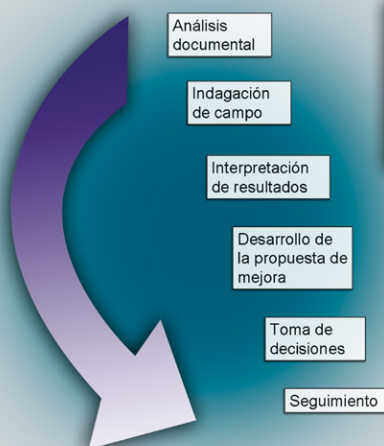 Análisis
documental
Indagación
de campo
Interpretación
de resultados
Desarrollo de
la propuesta de
mejora
Toma de
decisiones
Seguimiento